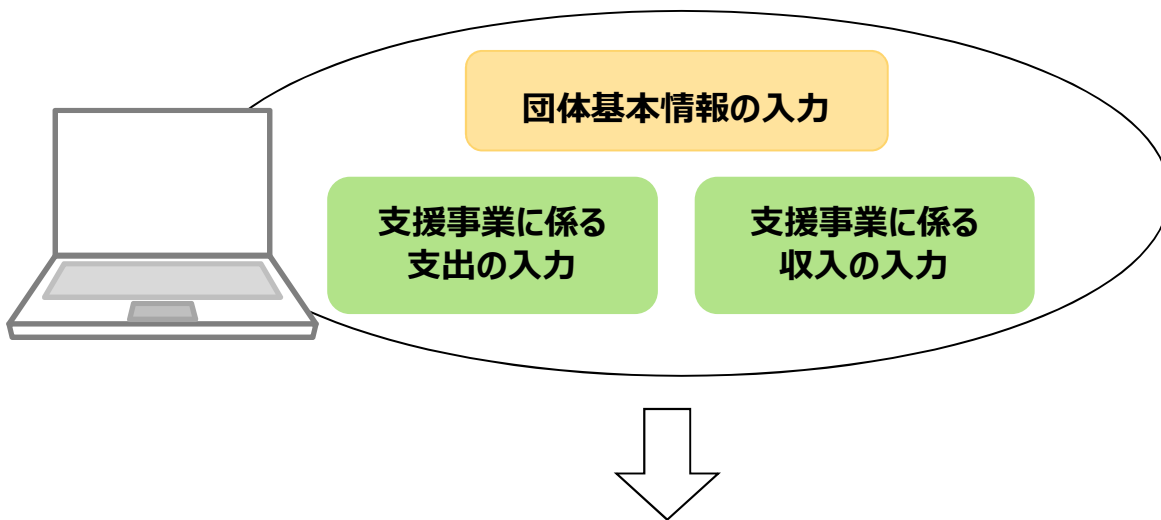 団体基本情報の入力
支援事業に係る
支出の入力
支援事業に係る
収入の入力